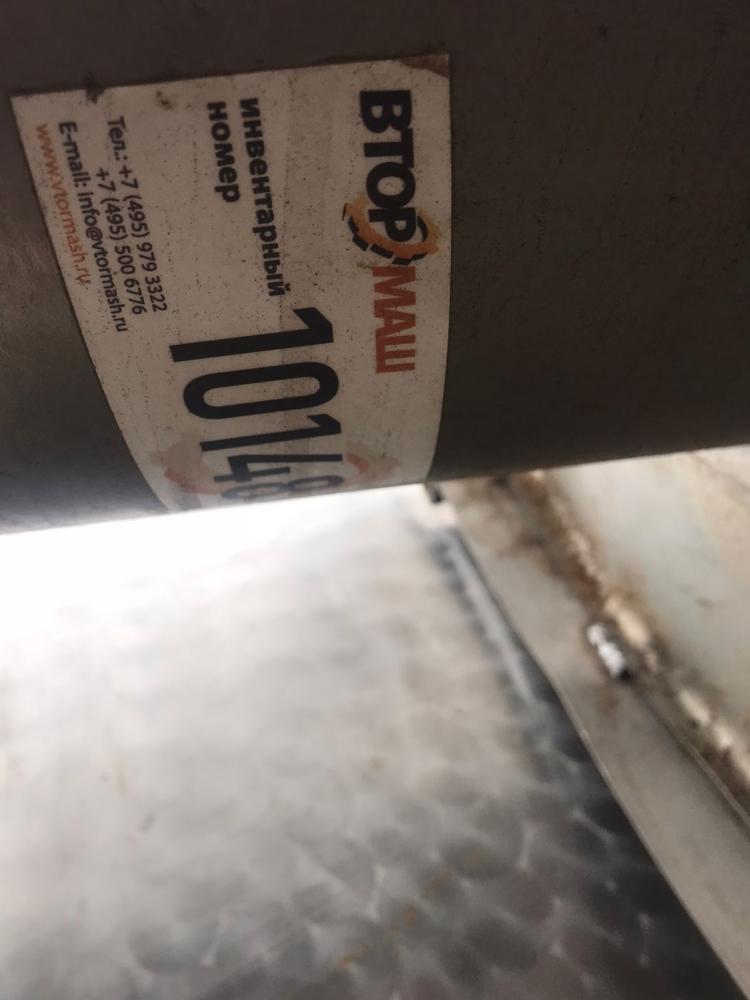 ВТОРМАШ
инвентарный
номер
10148
Тел.: +7 (495) 979 3322
+7 (495) 500 6776
E-mail: info@vtormash.ru
www.vtormash.ru